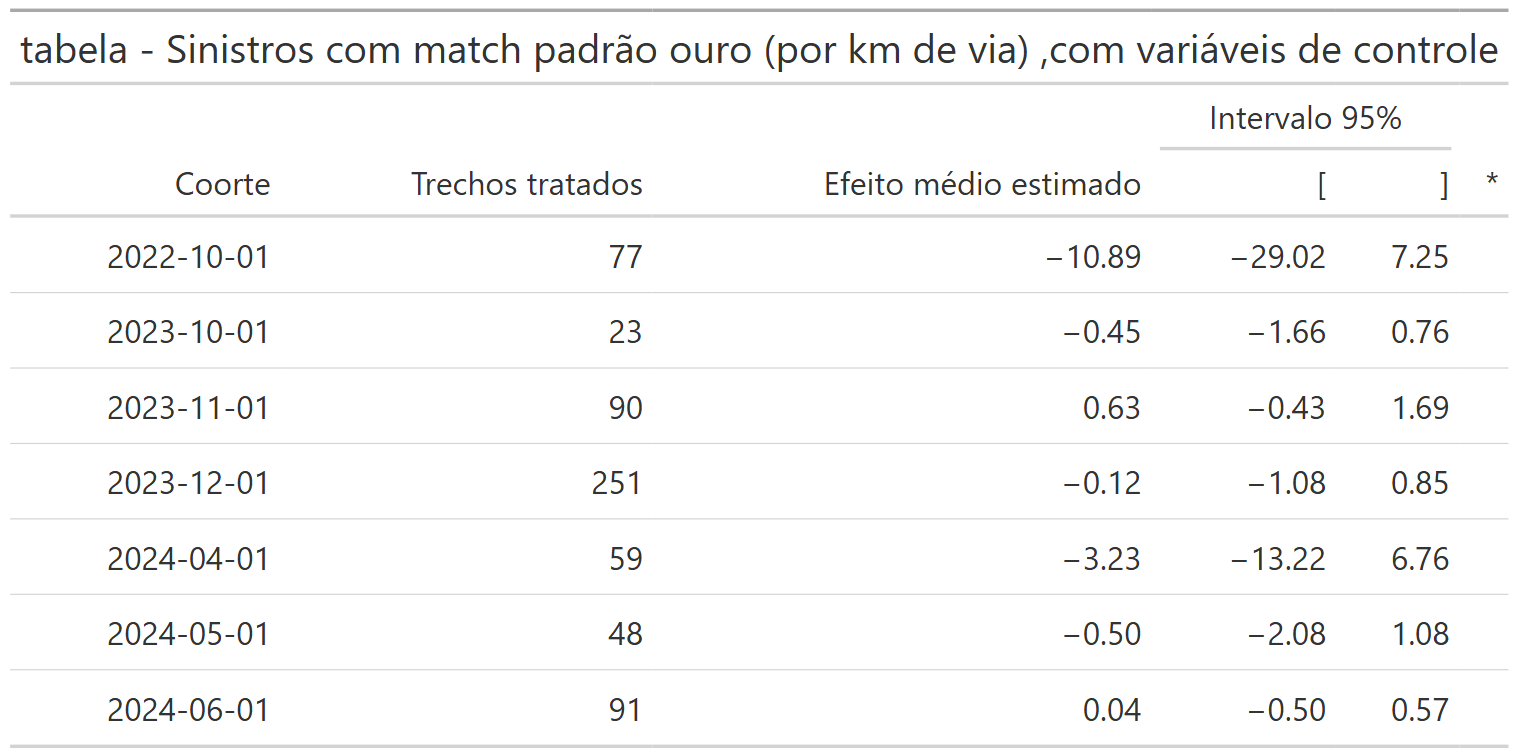 tabela - Sinistros com match padrão ouro (por km de via) ,com variáveis de controle
Intervalo 95%
Coorte Trechos tratados Efeito médio estimado [ ] *
2022-10-01 77 −10.89 −29.02 7.25
2023-10-01 23 −0.45 −1.66 0.76
2023-11-01 90 0.63 −0.43 1.69
2023-12-01 251 −0.12 −1.08 0.85
2024-04-01 59 −3.23 −13.22 6.76
2024-05-01 48 −0.50 −2.08 1.08
2024-06-01 91 0.04 −0.50 0.57